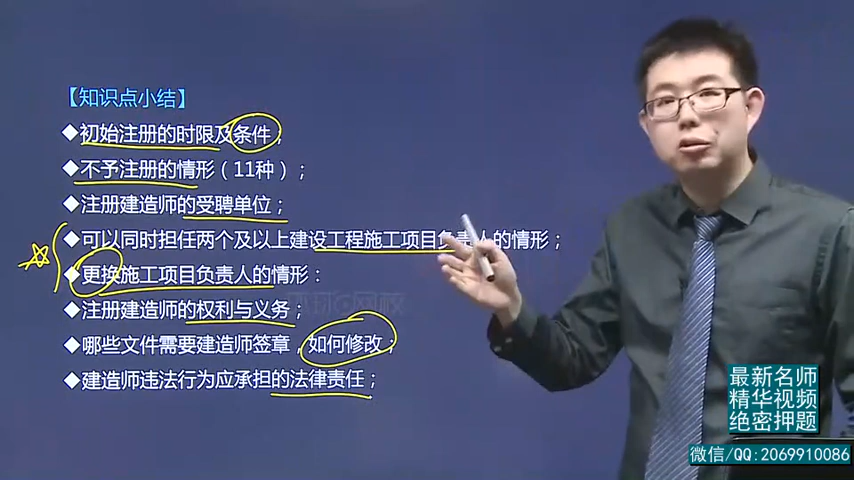 【知识点小结】
◆初始注册的时限及条件；
◆不予注册的情形（11种）；
◆注册建造师的受聘单位；
◆可以同时担任两个及以上建设工程施工项目负责人的情形；
◆更换施工项目负责人的情形：
◆注册建造师的权利与义务；
◆哪些文件需要建造师签章，如何修改；
◆建造师违法行为应承担的法律责任；
最新名师
精华视频
绝密押题
微信/QQ:2069910086